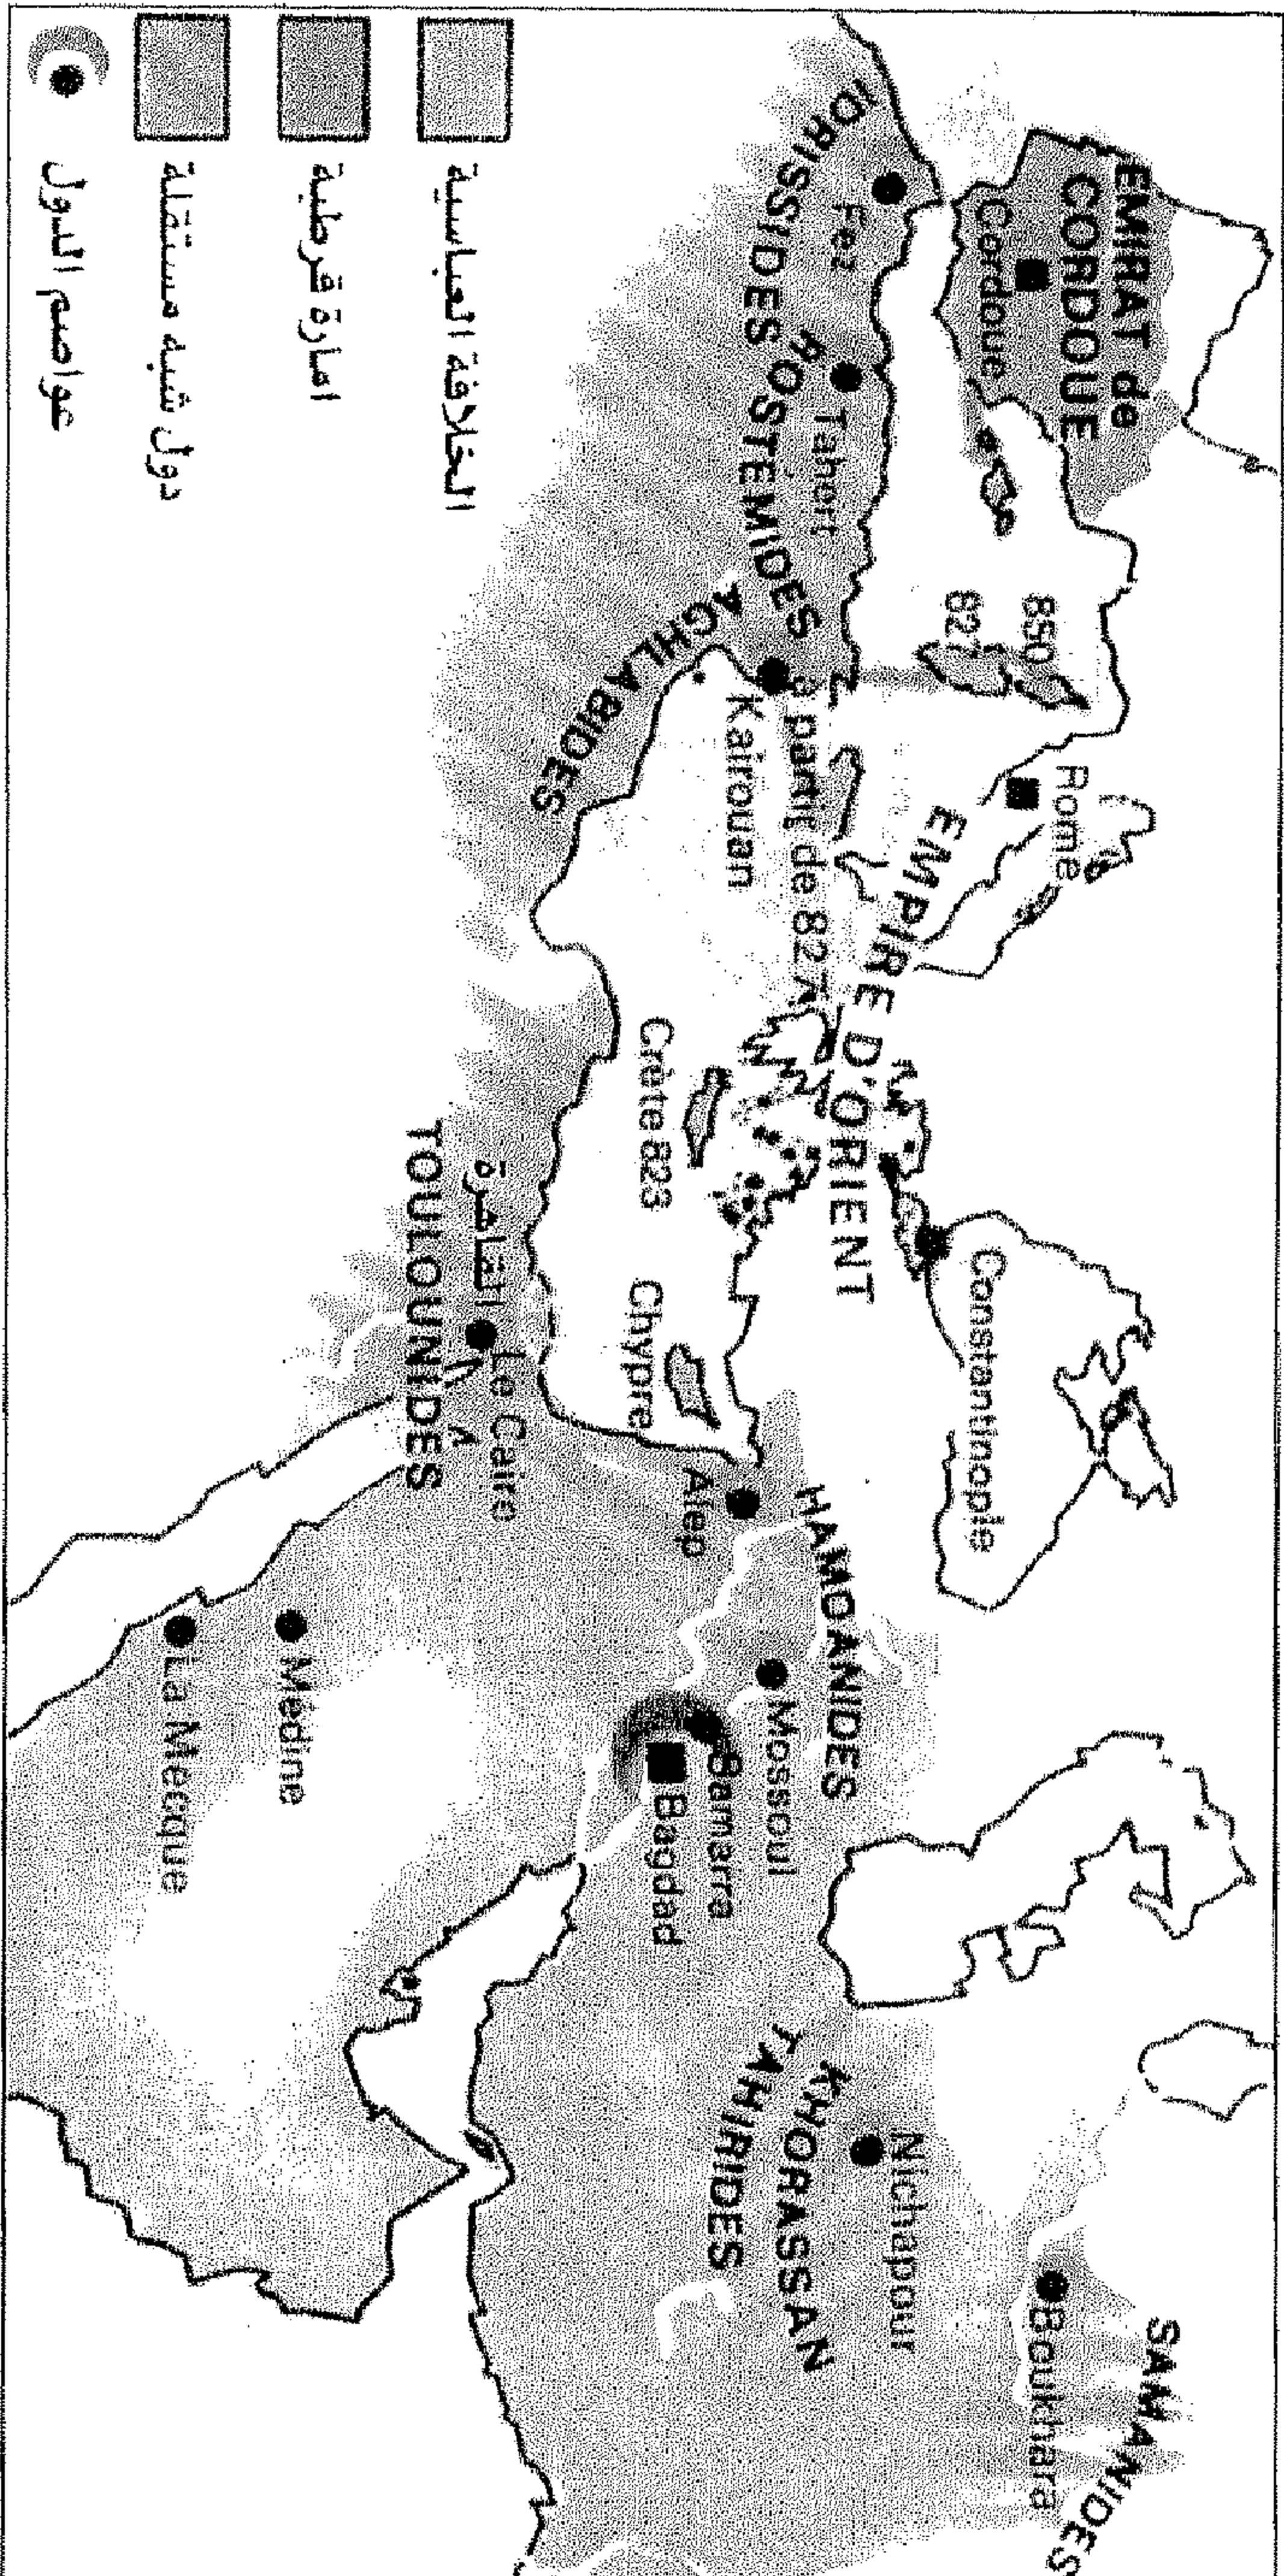 EMIRAT de
CORDOUE
Cordoue
IDRISSIDES
Fez
ROSTEMIDES
Tahert
AGHLABIDES
Kairouan
à partir de 827
827
850
Rome
EMPIRE D'ORIENT
Constantinople
Crète 823
Chypre
TOULOUNIDES
القاهرة
Le Caire
Alep
HAMDANIDES
Mossoul
Samarra
Bagdad
Médine
La Mecque
KHORASSAN
TAHIRIDES
Nichapour
Boukhara
SAMANIDES
الخلافة العباسية
امارة قرطبة
دول شبه مستقلة
عواصم الدول